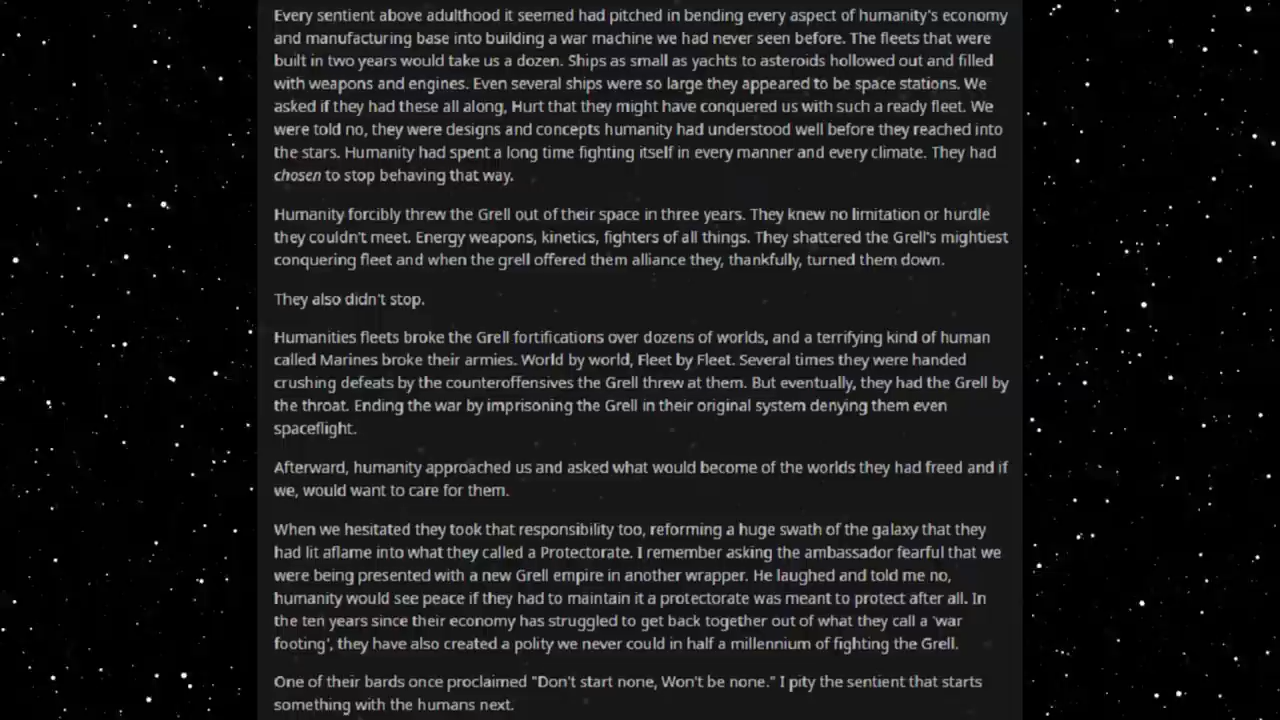 Every sentient above adulthood it seemed had pitched in bending every aspect of humanity's economy
and manufacturing base into building a war machine we had never seen before. The fleets that were
built in two years would take us a dozen. Ships as small as yachts to asteroids hollowed out and filled
with weapons and engines. Even several ships were so large they appeared to be space stations. We
asked if they had these all along, Hurt that they might have conquered us with such a ready fleet. We
were told no, they were designs and concepts humanity had understood well before they reached into
the stars. Humanity had spent a long time fighting itself in every manner and every climate. They had
chosen to stop behaving that way.
Humanity forcibly threw the Grell out of their space in three years. They knew no limitation or hurdle
they couldn't meet. Energy weapons, kinetics, fighters of all things. They shattered the Grell's mightiest
conquering fleet and when the grell offered them alliance they, thankfully, turned them down.
They also didn't stop.
Humanities fleets broke the Grell fortifications over dozens of worlds, and a terrifying kind of human
called Marines broke their armies. World by world, Fleet by Fleet. Several times they were handed
crushing defeats by the counteroffensives the Grell threw at them. But eventually, they had the Grell by
the throat. Ending the war by imprisoning the Grell in their original system denying them even
spaceflight.
Afterward, humanity approached us and asked what would become of the worlds they had freed and if
we, would want to care for them.
When we hesitated they took that responsibility too, reforming a huge swath of the galaxy that they
had lit aflame into what they called a Protectorate. I remember asking the ambassador fearful that we
were being presented with a new Grell empire in another wrapper. He laughed and told me no,
humanity would see peace if they had to maintain it a protectorate was meant to protect after all. In
the ten years since their economy has struggled to get back together out of what they call a 'war
footing', they have also created a polity we never could in half a millennium of fighting the Grell.
One of their bards once proclaimed "Don't start none, Won't be none." I pity the sentient that starts
something with the humans next.